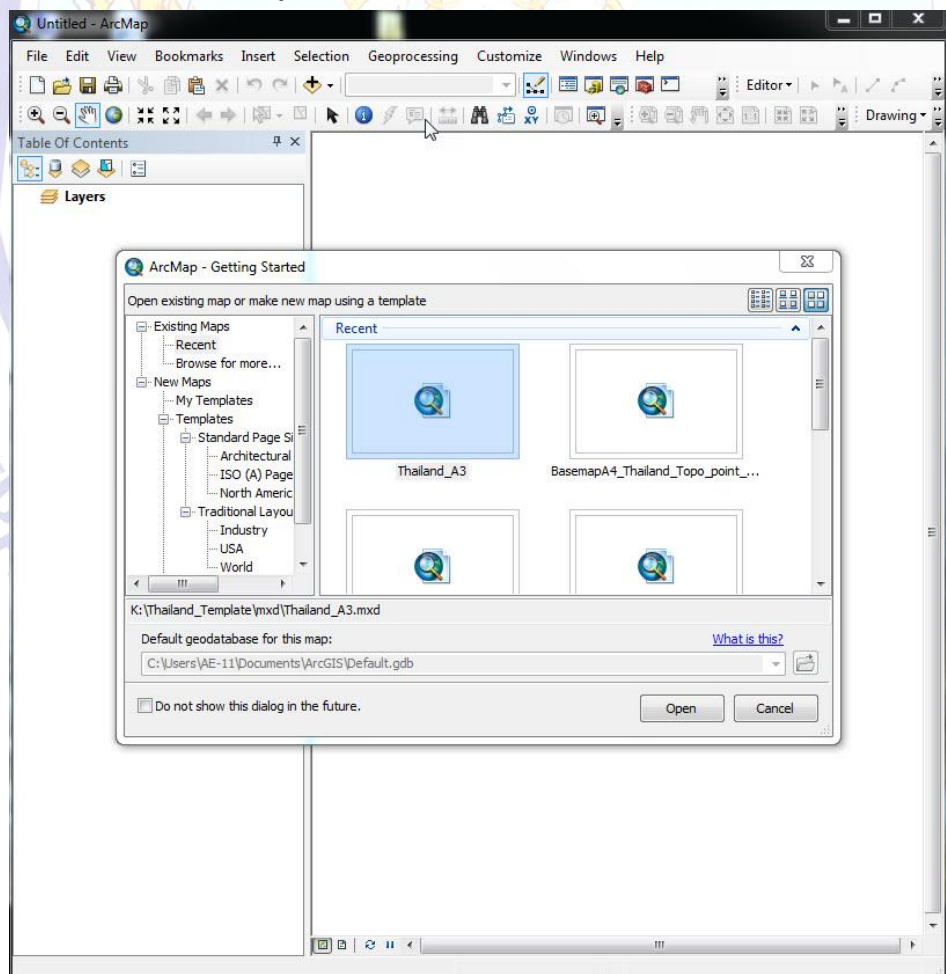 Untitled - ArcMap
File Edit View Bookmarks Insert Selection Geoprocessing Customize Windows Help
Editor
Drawing
Table Of Contents
Layers
ArcMap - Getting Started
Open existing map or make new map using a template
Existing Maps
Recent
Browse for more...
New Maps
My Templates
Templates
Standard Page Si
Architectural
ISO (A) Page
North Americ
Traditional Layou
Industry
USA
World
Recent
Thailand_A3
BasemapA4_Thailand_Topo_point_...
K:\Thailand_Template\mxd\Thailand_A3.mxd
Default geodatabase for this map:
What is this?
C:\Users\AE-11\Documents\ArcGIS\Default.gdb
Do not show this dialog in the future.
Open
Cancel